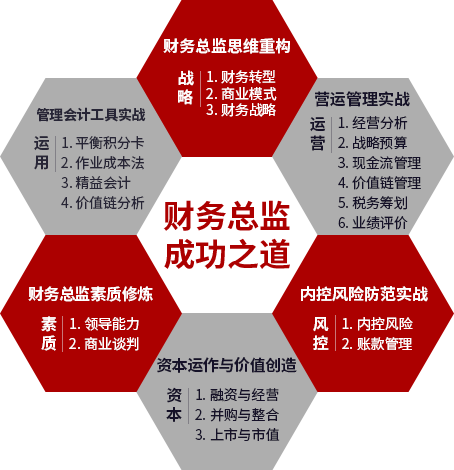 财务总监思维重构
战略
1. 财务转型
2. 商业模式
3. 财务战略
管理会计工具实战
运用
1. 平衡积分卡
2. 作业成本法
3. 精益会计
4. 价值链分析
营运管理实战
运营
1. 经营分析
2. 战略预算
3. 现金流管理
4. 价值链管理
5. 税务筹划
6. 业绩评价
财务总监
成功之道
财务总监素质修炼
素质
1. 领导能力
2. 商业谈判
内控风险防范实战
风控
1. 内控风险
2. 账款管理
资本运作与价值创造
资本
1. 融资与经营
2. 并购与整合
3. 上市与市值